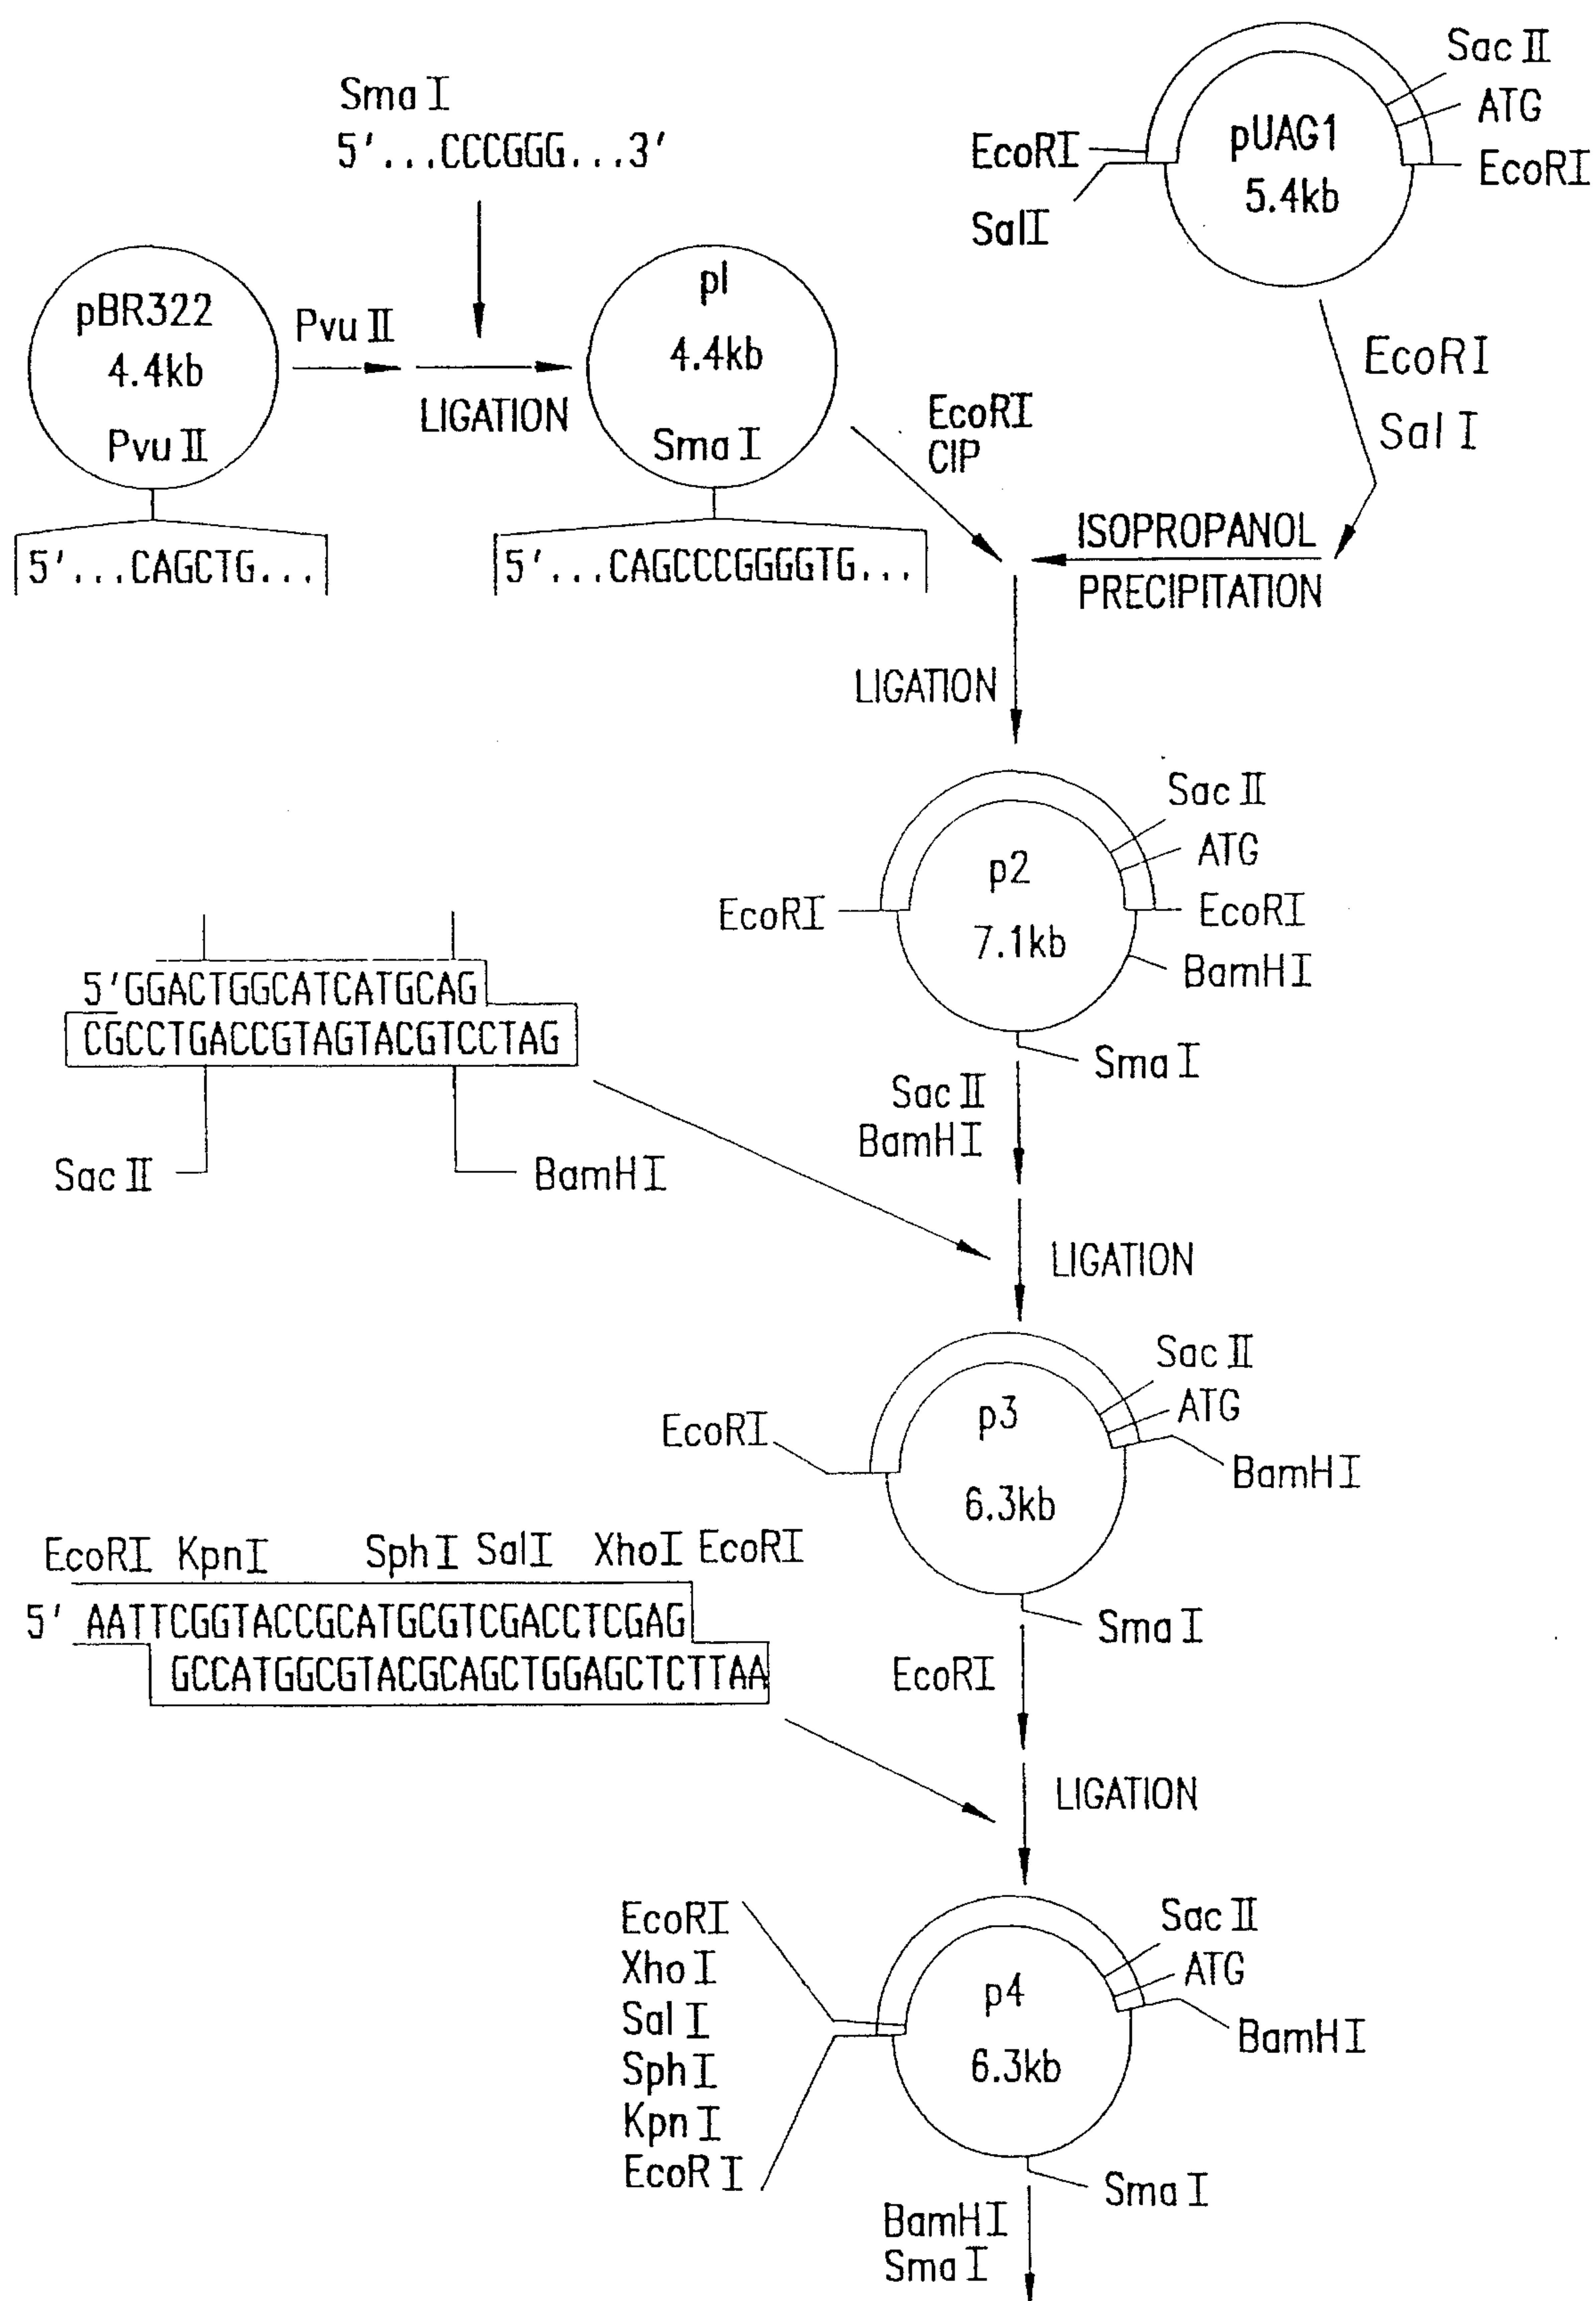 Sma I
5'...CCCGGG...3'
Sac II
ATG
EcoRI
pUAG1
5.4kb
EcoRI
SalI
pBR322
4.4kb
Pvu II
Pvu II
LIGATION
pI
4.4kb
Sma I
EcoRI
CIP
EcoRI
Sal I
5'...CAGCTG...
5'...CAGCCCGGGGTG...
ISOPROPANOL
PRECIPITATION
LIGATION
Sac II
ATG
p2
7.1kb
EcoRI
EcoRI
BamHI
Sma I
5'GGACTGGCATCATGCAG
CGCCTGACCGTAGTACGTCCTAG
Sac II
BamHI
Sac II
BamHI
LIGATION
Sac II
ATG
p3
6.3kb
EcoRI
BamHI
Sma I
EcoRI KpnI SphI SalI XhoI EcoRI
5' AATTCGGTACCGCATGCGTCGACCTCGAG
GCCATGGCGTACGCAGCTGGAGCTCTTAA
EcoRI
LIGATION
EcoRI
Xho I
Sal I
Sph I
Kpn I
EcoR I
Sac II
ATG
p4
6.3kb
BamHI
Sma I
BamHI
Sma I